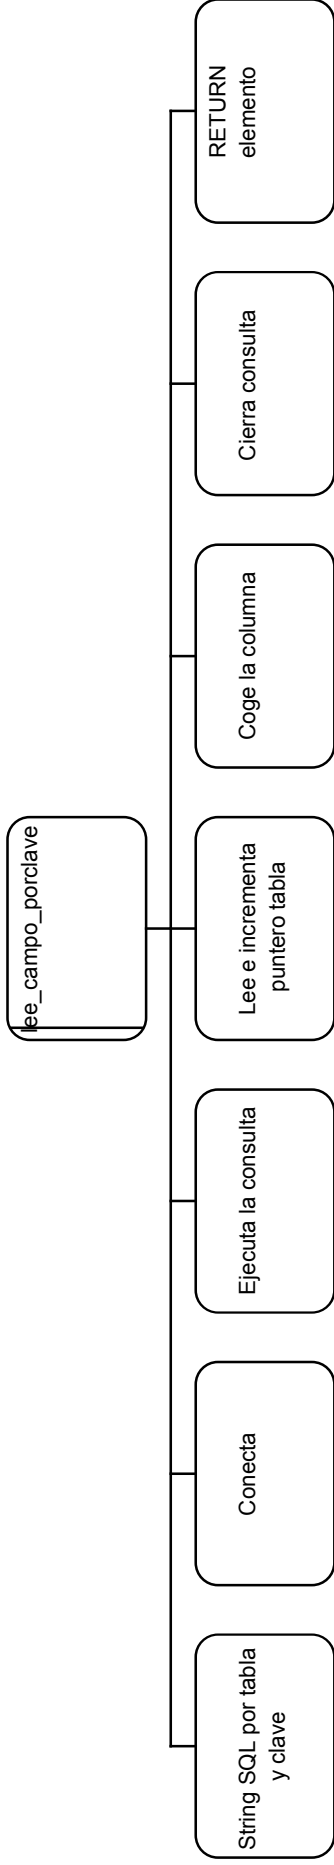 lee_campo_porclave
String SQL por tabla
y clave
Conecta
Ejecuta la consulta
Lee e incrementa
puntero tabla
Coge la columna
Cierra consulta
RETURN
elemento